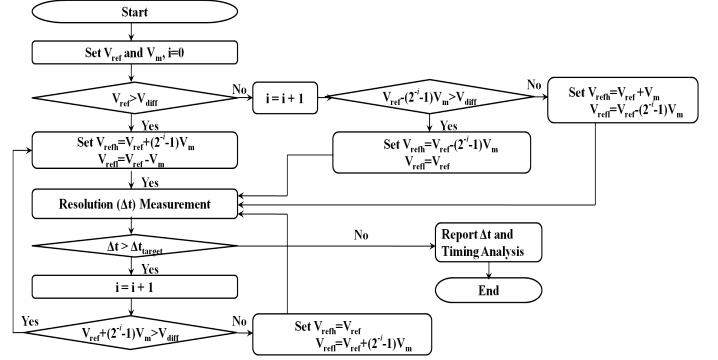 Start
Set Vref and Vm, i=0
Vref>Vdiff
No
i = i + 1
Vref-(2^-i-1)Vm>Vdiff
No
Set Vrefh=Vref+Vm
Vrefl=Vref-(2^-i-1)Vm
Yes
Yes
Set Vrefh=Vref+(2^-i-1)Vm
Vrefl=Vref-Vm
Set Vrefh=Vref-(2^-i-1)Vm
Vrefl=Vref
Yes
Resolution (Δt) Measurement
Δt > Δttarget
No
Report Δt and
Timing Analysis
Yes
i = i + 1
End
Yes
Vref+(2^-i-1)Vm>Vdiff
No
Set Vrefh=Vref
Vrefl=Vref+(2^-i-1)Vm